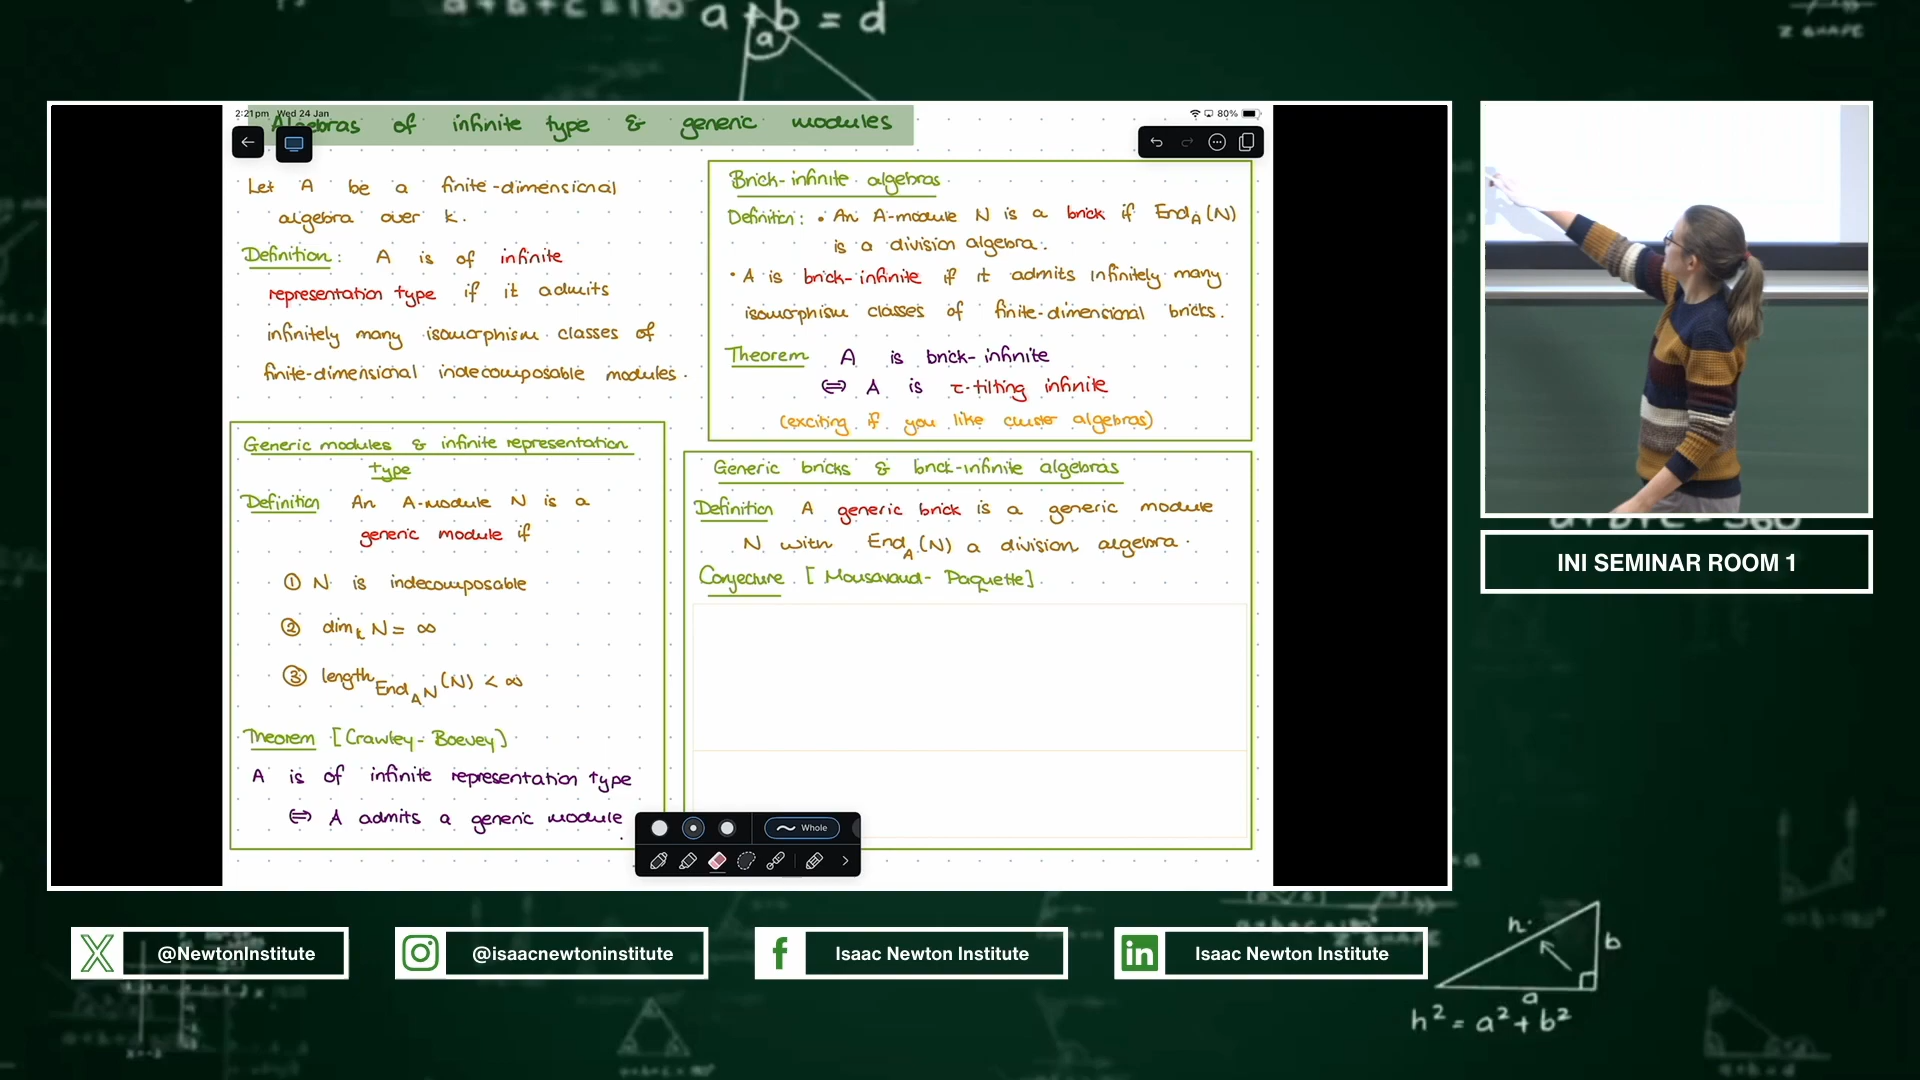 a + b + c = 180°
a + b = d
a
Z SHAPE
2:21pm Wed 24 Jan
80%
Algebras of infinite type & generic modules
Let A be a finite-dimensional
algebra over k.
Definition: A is of infinite
representation type if it admits
infinitely many isomorphism classes of
finite-dimensional indecomposable modules.
Generic modules & infinite representation
type
Definition An A-module N is a
generic module if
① N is indecomposable
② dimₖ N = ∞
③ length End_A N (N) < ∞
Theorem [Crawley-Boevey]
A is of infinite representation type
⇔ A admits a generic module
Brick-infinite algebras
Definition: • An A-module N is a brick if End_A(N)
is a division algebra.
• A is brick-infinite if it admits infinitely many
isomorphism classes of finite-dimensional bricks.
Theorem A is brick-infinite
⇔ A is τ-tilting infinite
(exciting if you like cluster algebras)
Generic bricks & brick-infinite algebras
Definition A generic brick is a generic module
N with End_A(N) a division algebra.
Conjecture [Mousavand-Paquette]
Whole
INI SEMINAR ROOM 1
@NewtonInstitute
@isaacnewtoninstitute
Isaac Newton Institute
Isaac Newton Institute
h
b
a
h² = a² + b²